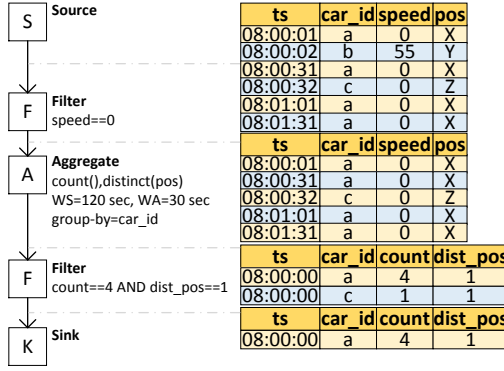 S
Source
ts car_id speed pos
08:00:01 a 0 X
08:00:02 b 55 Y
08:00:31 a 0 X
08:00:32 c 0 Z
08:01:01 a 0 X
08:01:31 a 0 X
F
Filter
speed==0
ts car_id speed pos
08:00:01 a 0 X
08:00:31 a 0 X
08:00:32 c 0 Z
08:01:01 a 0 X
08:01:31 a 0 X
A
Aggregate
count(),distinct(pos)
WS=120 sec, WA=30 sec
group-by=car_id
ts car_id count dist_pos
08:00:00 a 4 1
08:00:00 c 1 1
F
Filter
count==4 AND dist_pos==1
ts car_id count dist_pos
08:00:00 a 4 1
K
Sink